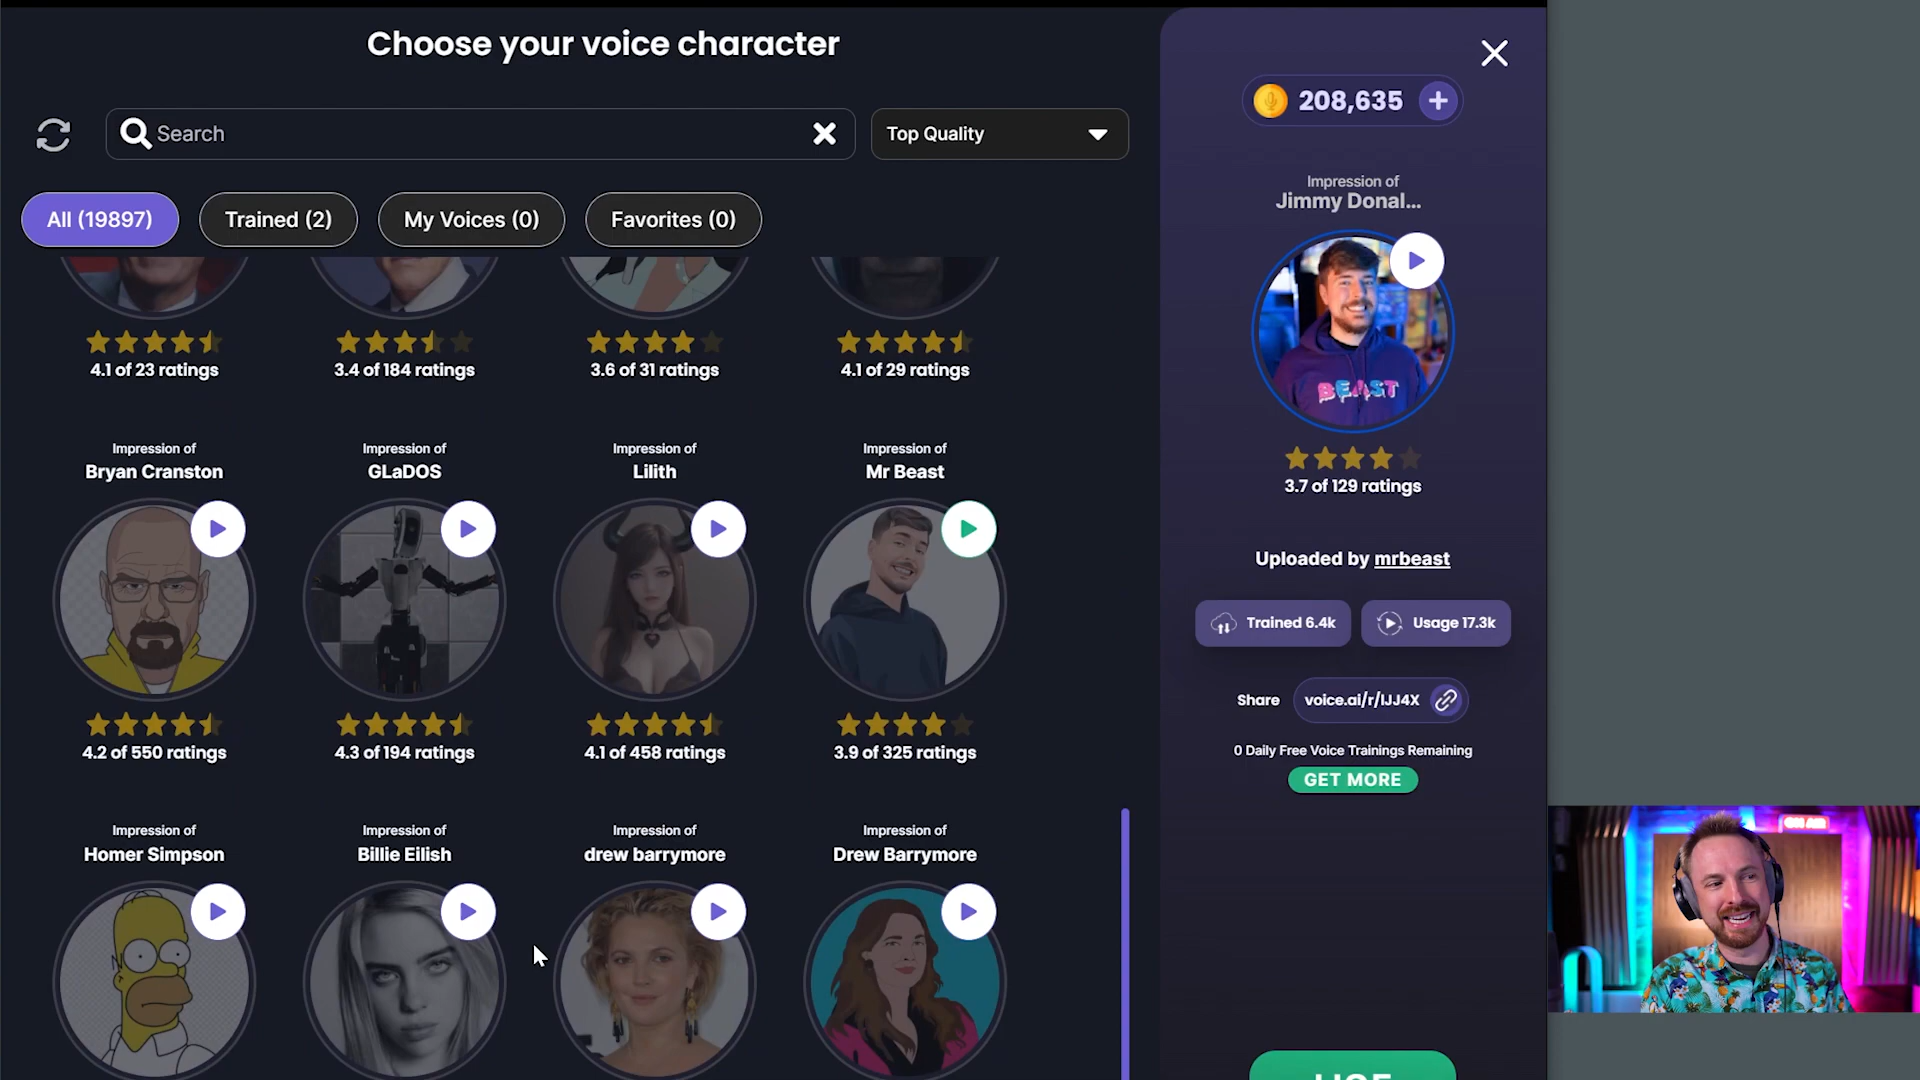 Choose your voice character
208,635
Search
Top Quality
All (19897)
Trained (2)
My Voices (0)
Favorites (0)
4.1 of 23 ratings
3.4 of 184 ratings
3.6 of 31 ratings
4.1 of 29 ratings
Impression of
Bryan Cranston
Impression of
GLaDOS
Impression of
Lilith
Impression of
Mr Beast
4.2 of 550 ratings
4.3 of 194 ratings
4.1 of 458 ratings
3.9 of 325 ratings
Impression of
Homer Simpson
Impression of
Billie Eilish
Impression of
drew barrymore
Impression of
Drew Barrymore
Impression of
Jimmy Donal...
BEAST
3.7 of 129 ratings
Uploaded by mrbeast
Trained 6.4k
Usage 17.3k
Share
voice.ai/r/IJJ4X
0 Daily Free Voice Trainings Remaining
GET MORE
USE
ON AIR